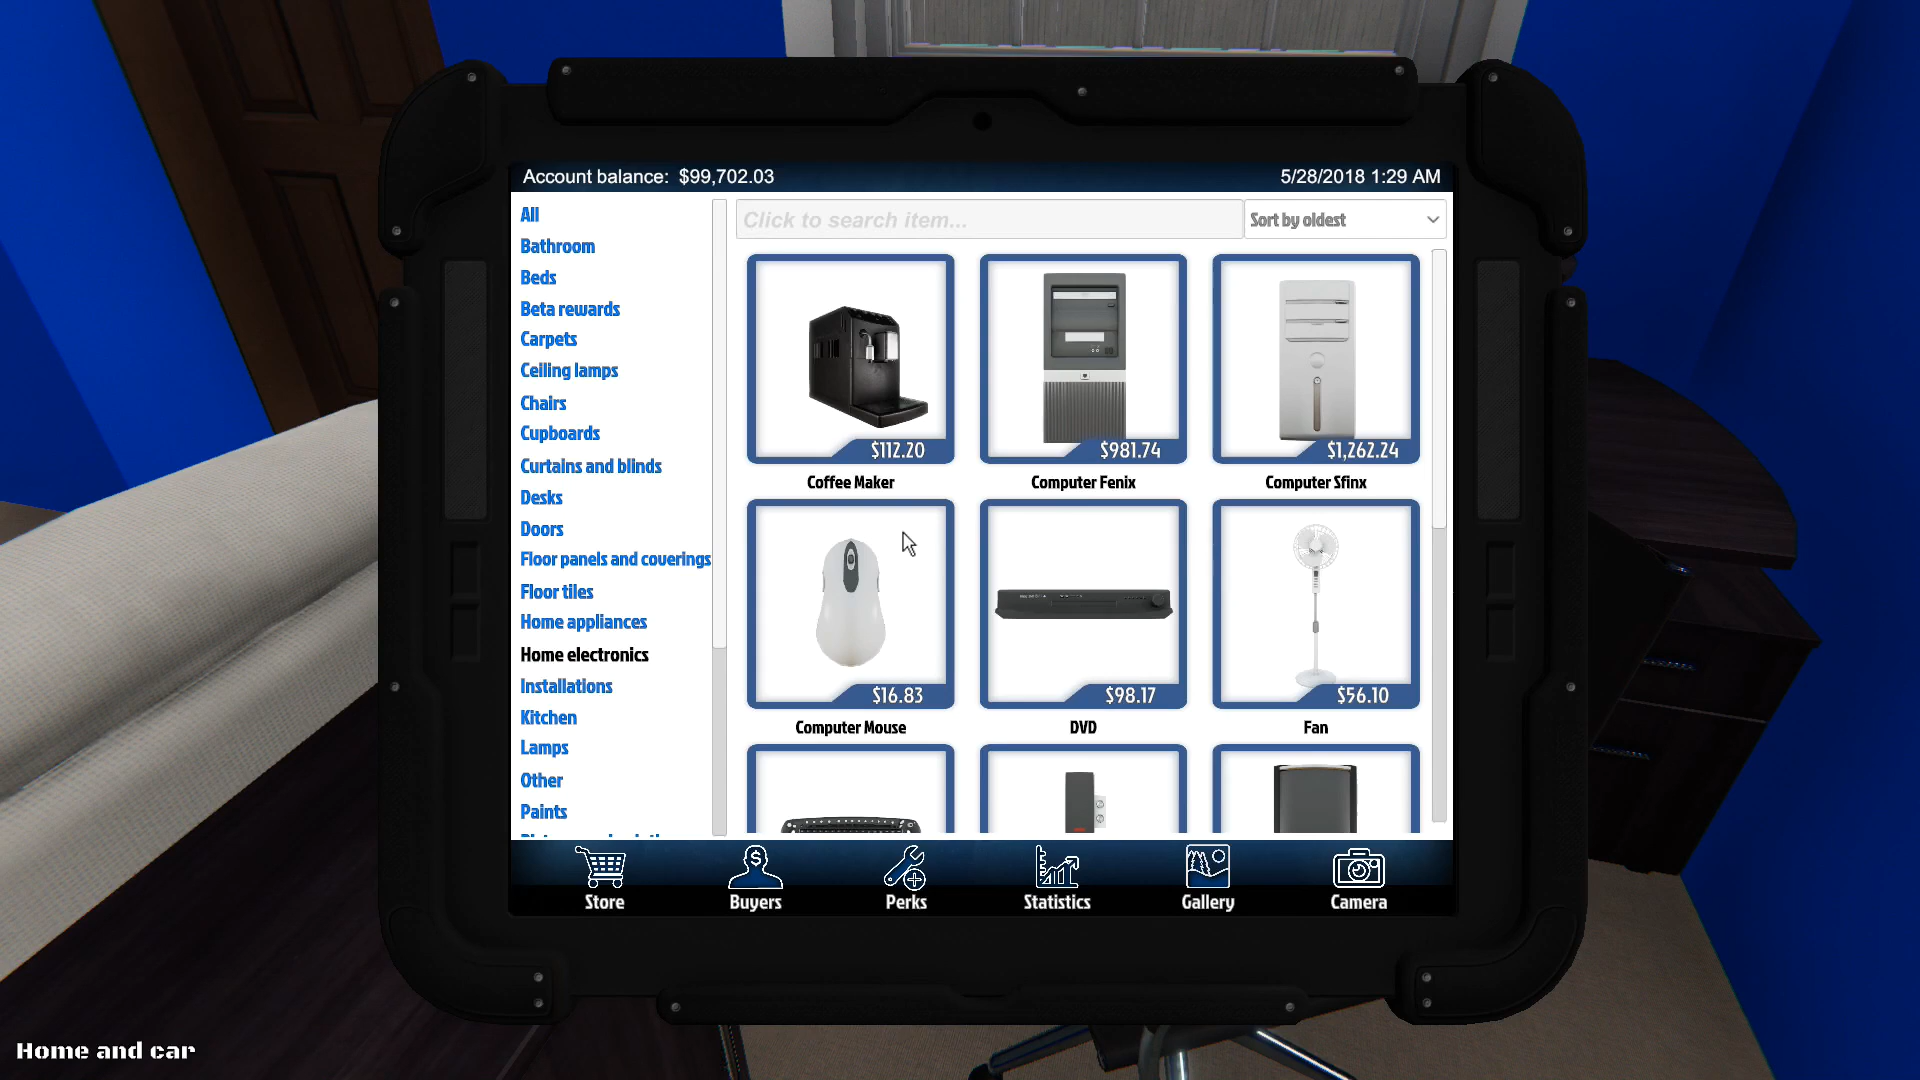 Account balance: $99,702.03
5/28/2018 1:29 AM
All
Bathroom
Beds
Beta rewards
Carpets
Ceiling lamps
Chairs
Cupboards
Curtains and blinds
Desks
Doors
Floor panels and coverings
Floor tiles
Home appliances
Home electronics
Installations
Kitchen
Lamps
Other
Paints
Click to search item...
Sort by oldest
$112.20
$981.74
$1,262.24
Coffee Maker
Computer Fenix
Computer Sfinx
$16.83
$98.17
$56.10
Computer Mouse
DVD
Fan
Store
Buyers
Perks
Statistics
Gallery
Camera
Home and car